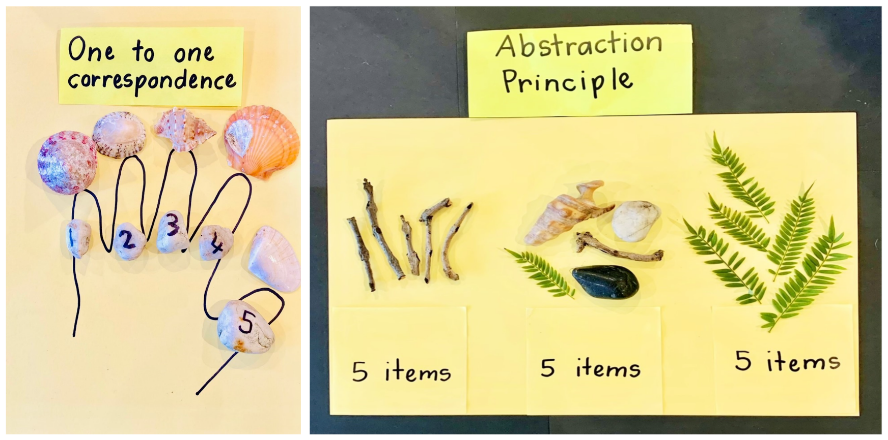 One to one
correspondence
1
2
3
4
5
Abstraction
Principle
5 items
5 items
5 items